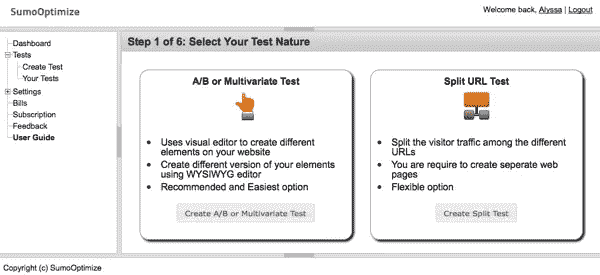 SumoOptimize
Welcome back, Alyssa | Logout
Dashboard
Tests
Create Test
Your Tests
Settings
Bills
Subscription
Feedback
User Guide
Step 1 of 6: Select Your Test Nature
A/B or Multivariate Test
Uses visual editor to create different
elements on your website
Create different version of your elements
using WYSIWYG editor
Recommended and Easiest option
Create A/B or Multivariate Test
Split URL Test
Split the visitor traffic among the different
URLs
You are require to create seperate web
pages
Flexible option
Create Split Test
Copyright (c) SumoOptimize